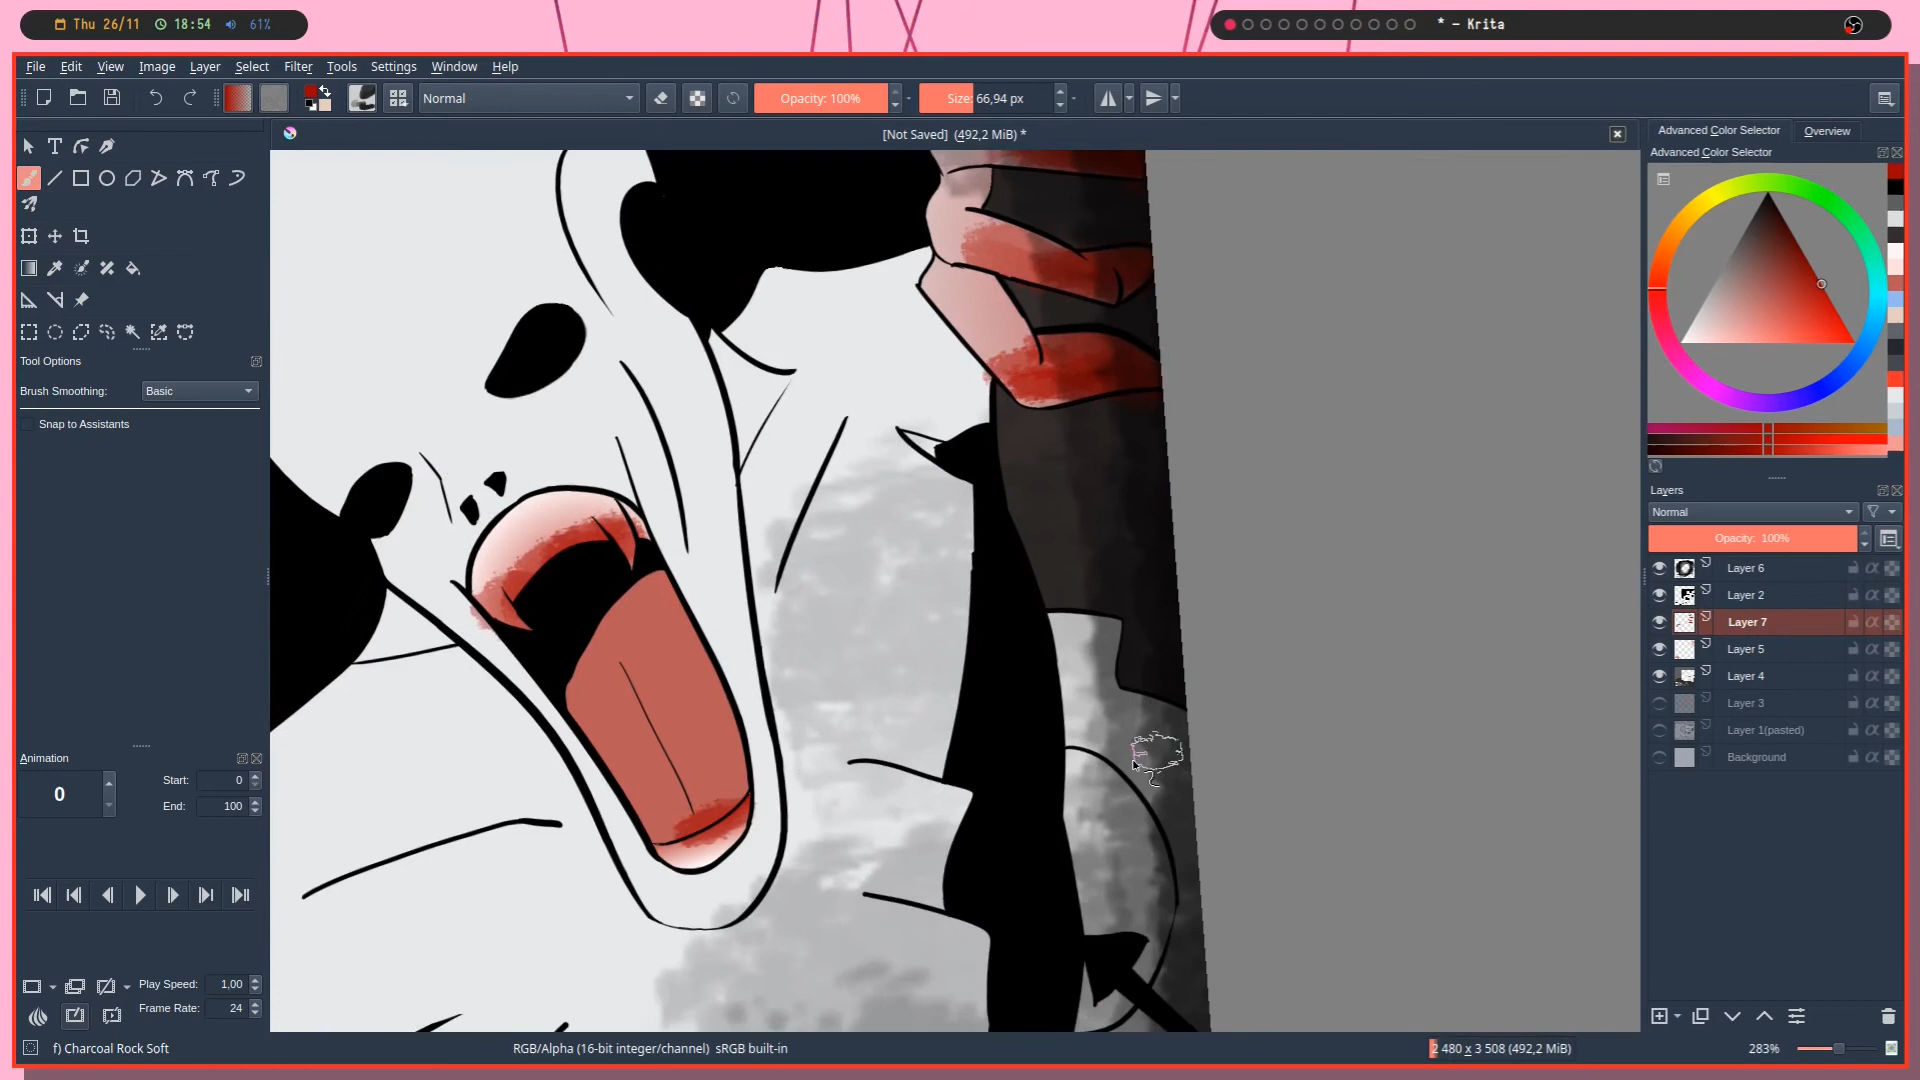 Thu 26/11 18:54 61%
* – Krita
File Edit View Image Layer Select Filter Tools Settings Window Help
Normal
Opacity: 100%
Size: 66,94 px
[Not Saved] (492,2 MiB) *
Advanced Color Selector Overview
Advanced Color Selector
Tool Options
Brush Smoothing: Basic
Snap to Assistants
Layers
Normal
Opacity: 100%
Layer 6
Layer 2
Layer 7
Layer 5
Layer 4
Layer 3
Layer 1(pasted)
Background
Animation
0
Start: 0
End: 100
Play Speed: 1,00
Frame Rate: 24
f) Charcoal Rock Soft
RGB/Alpha (16-bit integer/channel) sRGB built-in
2 480 x 3 508 (492,2 MiB)
283%